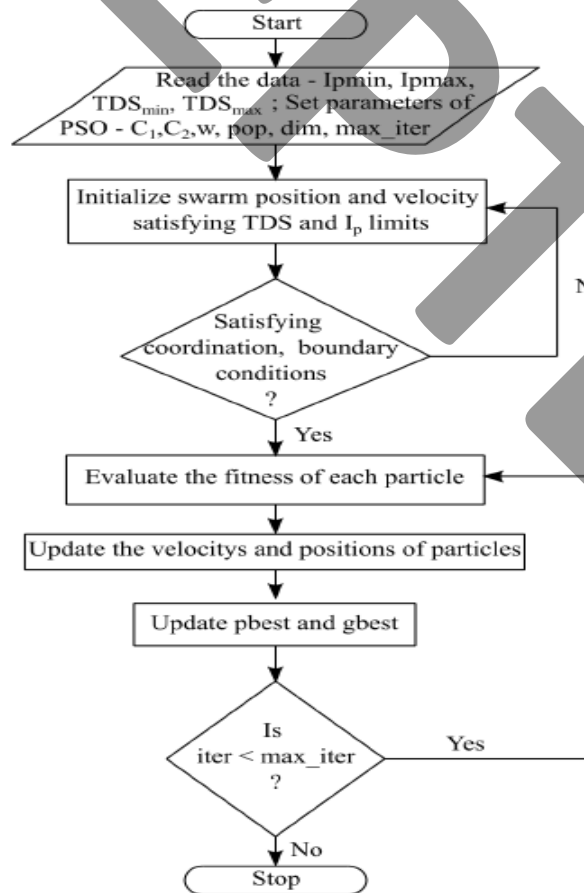 Start
Read the data - Ipmin, Ipmax,
TDSmin, TDSmax ; Set parameters of
PSO - C1,C2,w, pop, dim, max_iter
Initialize swarm position and velocity
satisfying TDS and Ip limits
Satisfying
coordination, boundary
conditions
?
Yes
Evaluate the fitness of each particle
Update the velocitys and positions of particles
Update pbest and gbest
Is
iter < max_iter
?
Yes
No
Stop